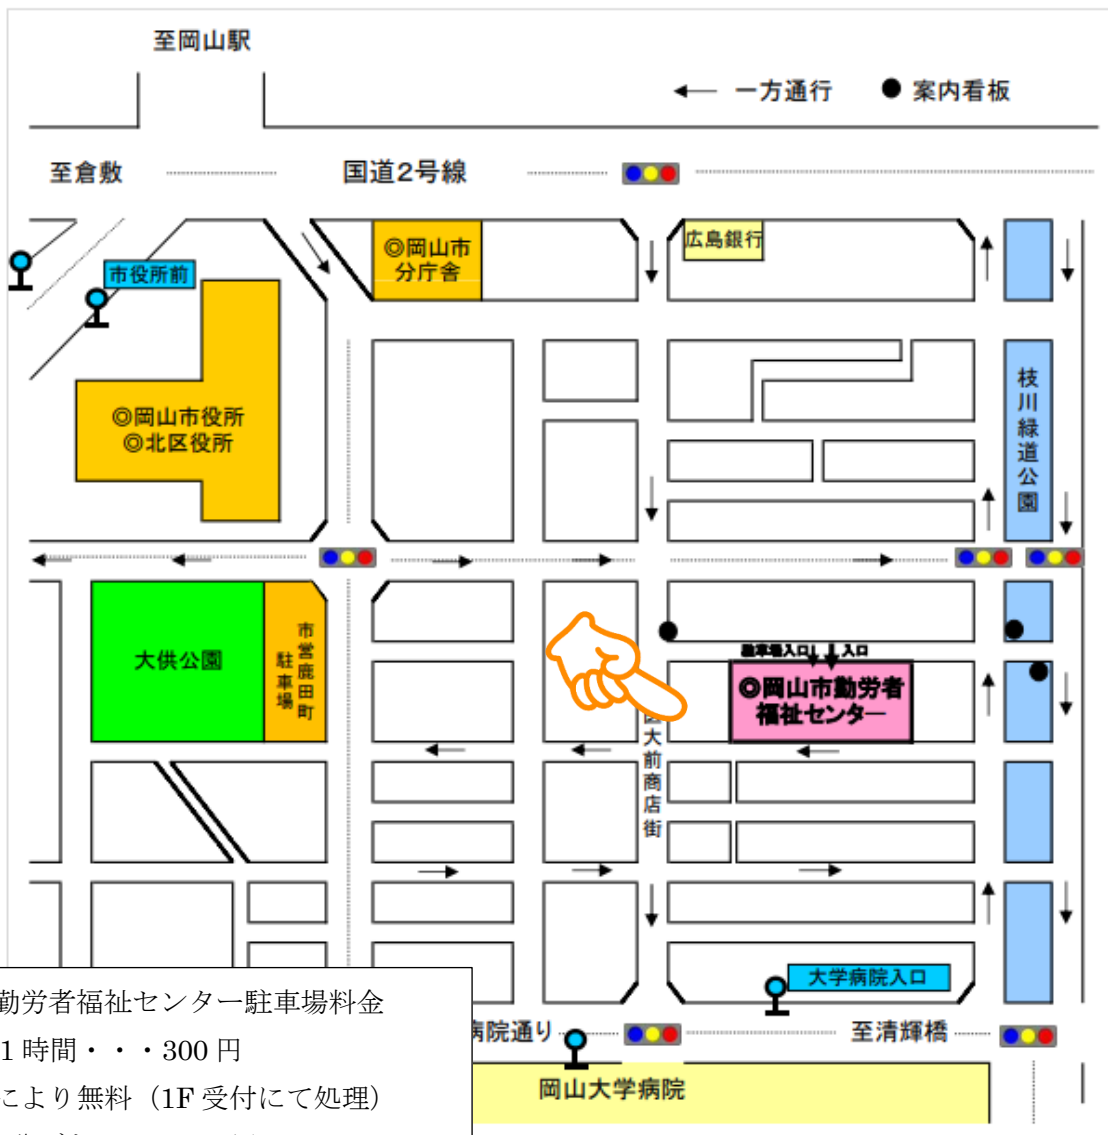 至岡山駅
一方通行
案内看板
至倉敷
国道2号線
◎岡山市
分庁舎
広島銀行
市役所前
◎岡山市役所
◎北区役所
枝川緑道公園
大供公園
市営鹿田町
駐車場
駐車場入口
入口
◎岡山市勤労者
福祉センター
大前商店街
大学病院入口
勤労者福祉センター駐車場料金
1時間・・・300円
により無料（1F受付にて処理）
病院通り
至清輝橋
岡山大学病院